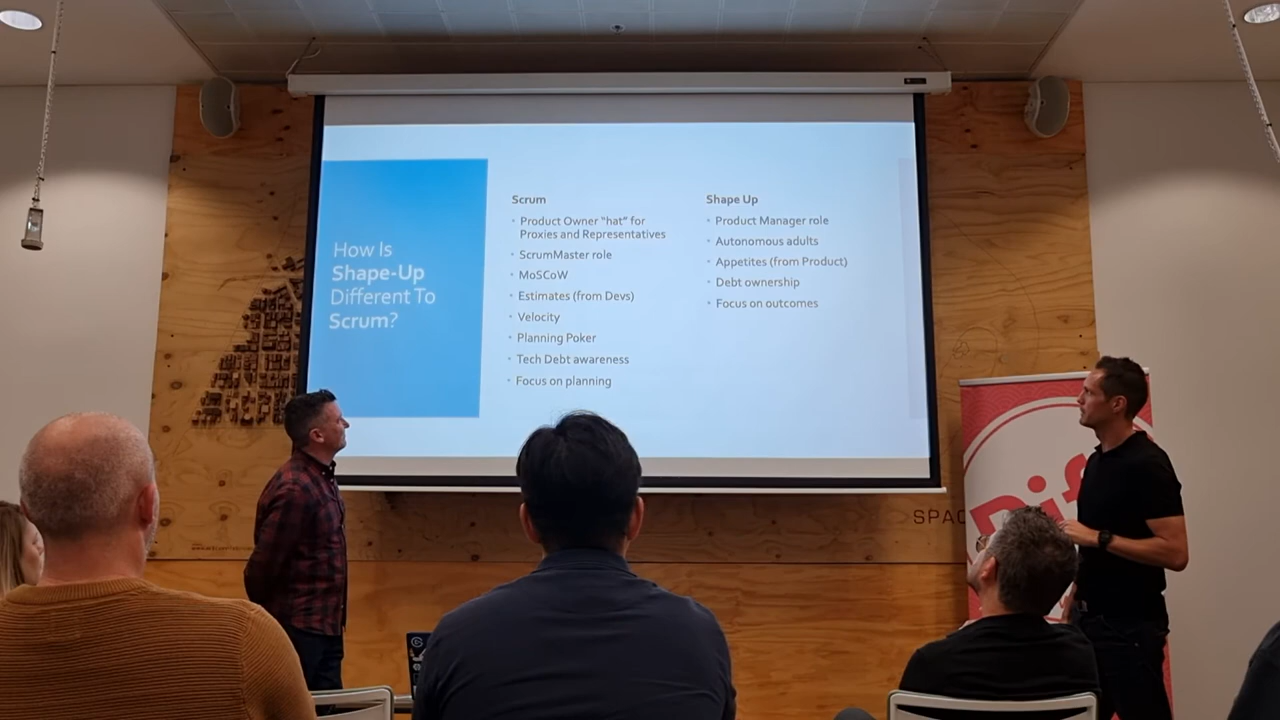 How Is
Shape-Up
Different To
Scrum?
Scrum
• Product Owner "hat" for
Proxies and Representatives
• ScrumMaster role
• MoSCoW
• Estimates (from Devs)
• Velocity
• Planning Poker
• Tech Debt awareness
• Focus on planning
Shape Up
• Product Manager role
• Autonomous adults
• Appetites (from Product)
• Debt ownership
• Focus on outcomes